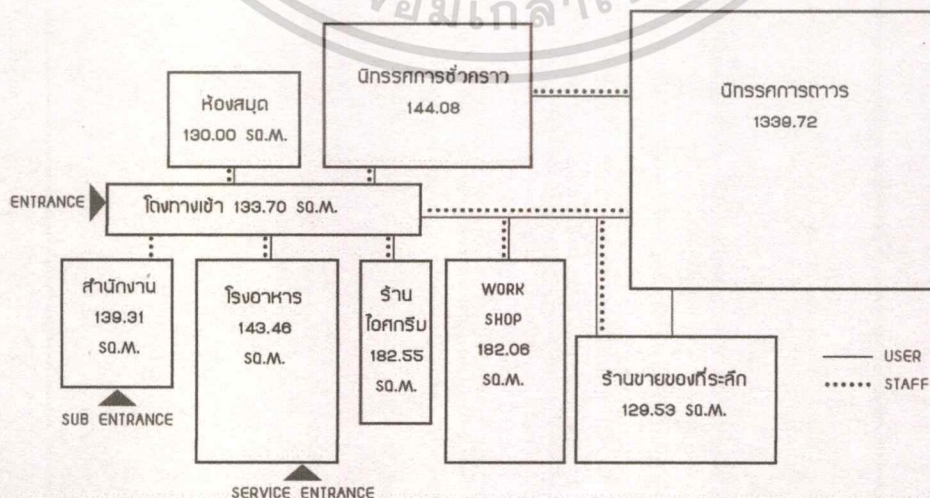 นิทรรศการชั่วคราว
144.08
นิทรรศการถาวร
1339.72
ห้องสมุด
130.00 SQ.M.
ENTRANCE
โถงทางเข้า 133.70 SQ.M.
สำนักงาน
139.31
SQ.M.
โรงอาหาร
143.46
SQ.M.
ร้าน
ไอศกรีม
182.55
SQ.M.
WORK
SHOP
182.06
SQ.M.
ร้านขายของที่ระลึก
129.53 SQ.M.
USER
STAFF
SUB ENTRANCE
SERVICE ENTRANCE